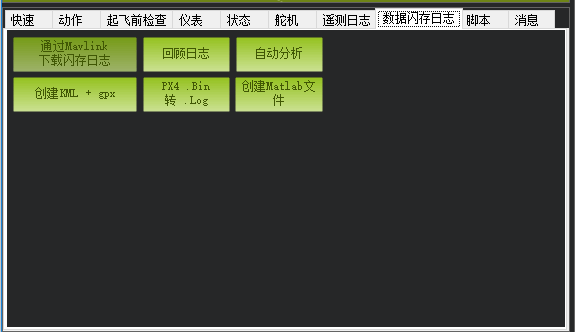 快速 动作 起飞前检查 仪表 状态 舵机 遥测日志 数据闪存日志 脚本 消息
通过Mavlink
下载闪存日志
回顾日志
自动分析
创建KML + gpx
PX4 .Bin
转 .Log
创建Matlab文
件